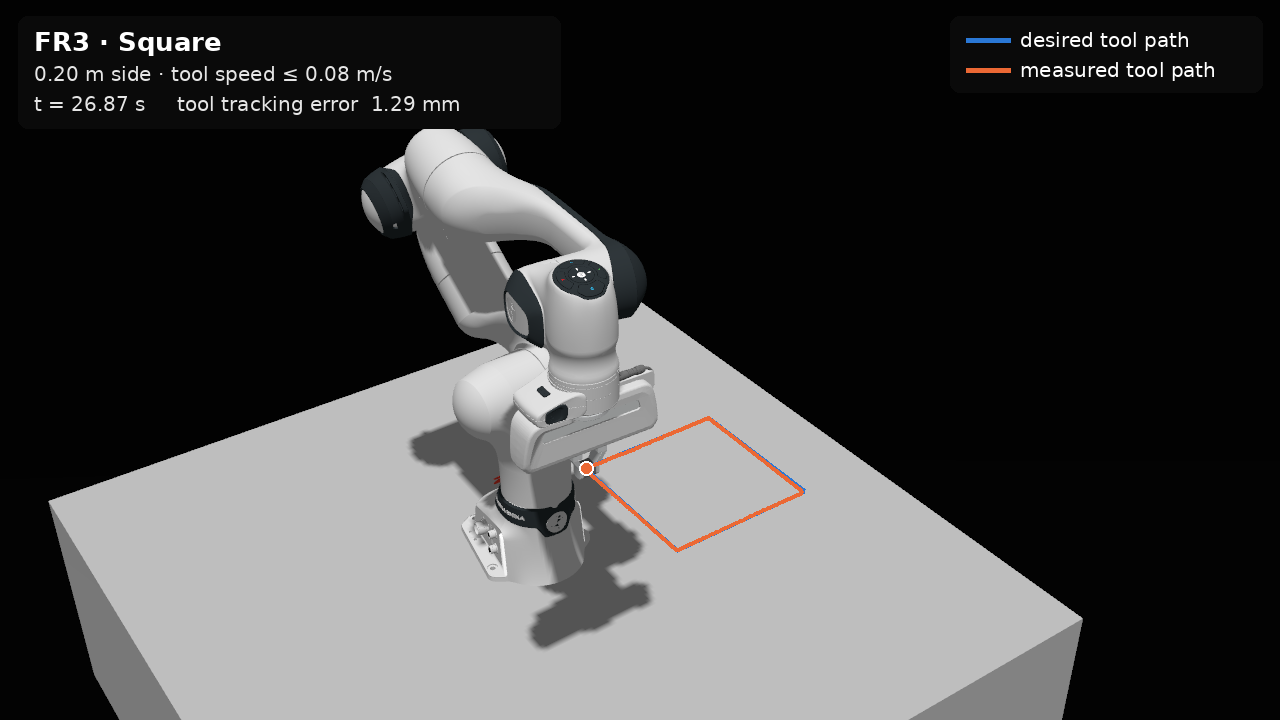 FR3 · Square
0.20 m side · tool speed ≤ 0.08 m/s
t = 26.87 s tool tracking error 1.29 mm
desired tool path
measured tool path